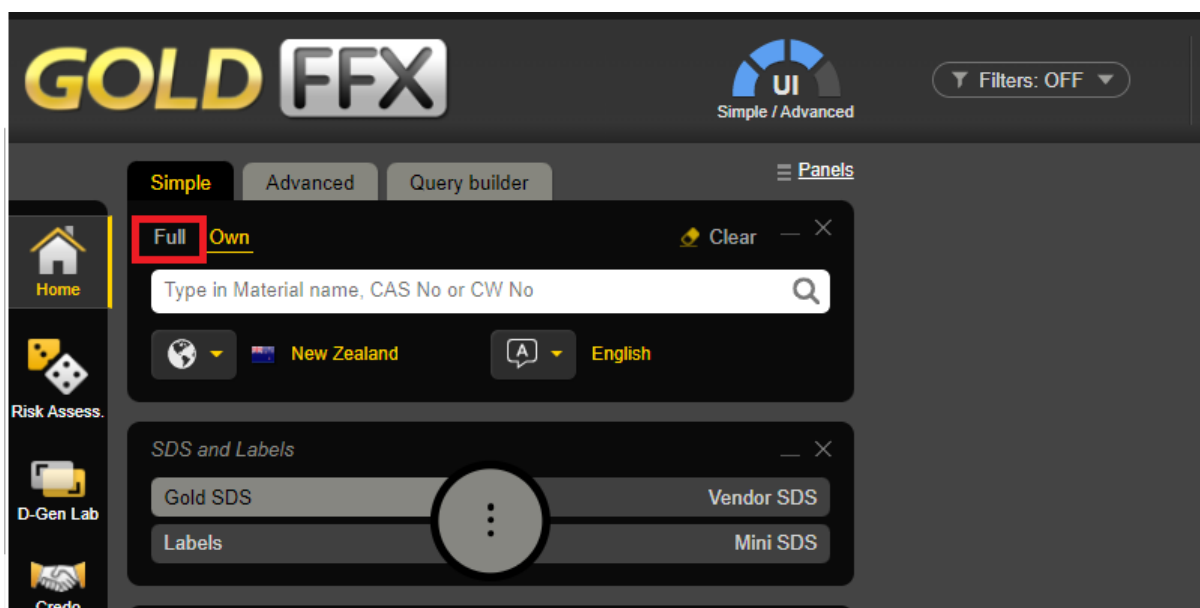 GOLD FFX
UI
Simple / Advanced
Filters: OFF
Simple
Advanced
Query builder
Panels
Full Own
Clear
Type in Material name, CAS No or CW No
New Zealand
A
English
Home
Risk Assess.
D-Gen Lab
Credo
SDS and Labels
Gold SDS
Vendor SDS
Labels
Mini SDS